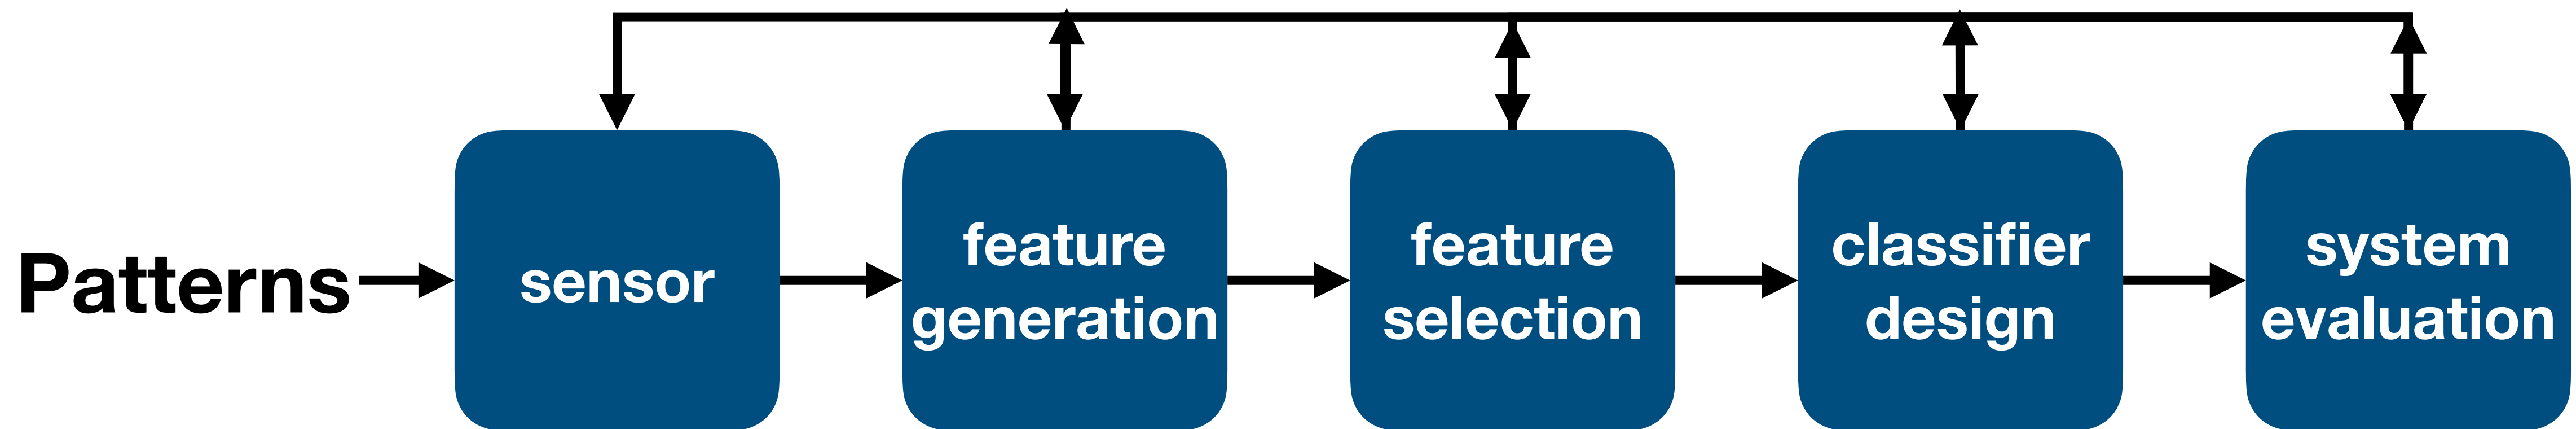 Patterns
sensor
feature
generation
feature
selection
classifier
design
system
evaluation